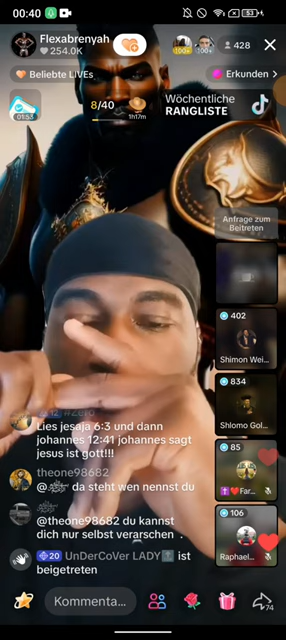 00:40
53
Flexabrenyah
254.0K
100+
100+
428
Beliebte LIVEs
Erkunden >
01:53
8/40
1h17m
Wöchentliche
RANGLISTE
Anfrage zum
Beitreten
402
Shimon Wei...
834
Shlomo Gol...
85
Far...
106
Raphael...
Lies jesaja 6:3 und dann
johannes 12:41 johannes sagt
jesus ist gott!!!
theone98682
da steht wen nennst du
@theone98682 du kannst
dich nur selbst verarschen .
20 UnDerCoVer LADY ist
beigetreten
Kommenta...
74